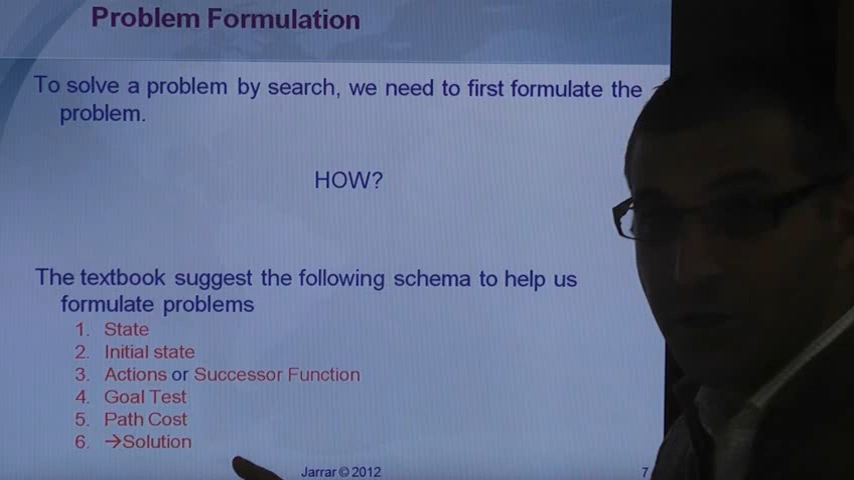 Problem Formulation
To solve a problem by search, we need to first formulate the
problem.
HOW?
The textbook suggest the following schema to help us
formulate problems
1. State
2. Initial state
3. Actions or Successor Function
4. Goal Test
5. Path Cost
6. →Solution
Jarrar © 2012
7